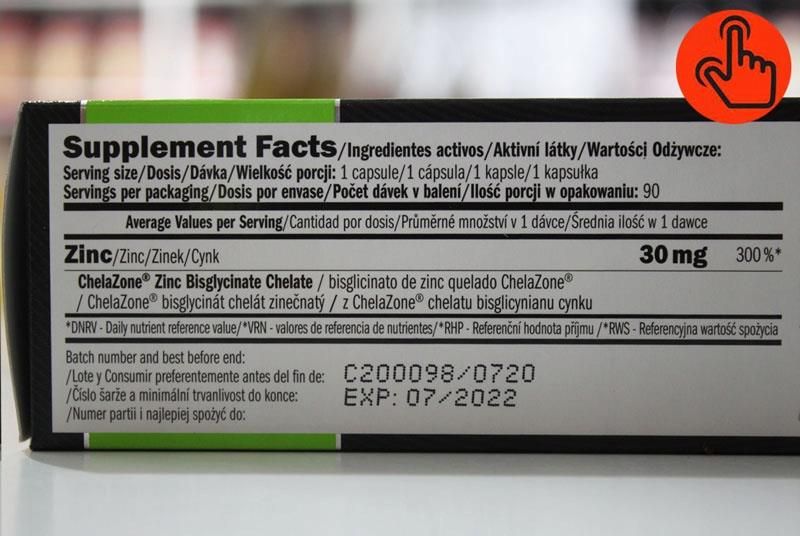 Supplement Facts/Ingredientes activos/Aktivní látky/Wartości Odżywcze:
Serving size/Dosis/Dávka/Wielkość porcji: 1 capsule/1 cápsula/1 kapsle/1 kapsułka
Servings per packaging/Dosis por envase/Počet dávek v balení/Ilość porcji w opakowaniu: 90
Average Values per Serving/Cantidad por dosis/Průměrné množství v 1 dávce/Średnia ilość w 1 dawce
Zinc/Zinc/Zinek/Cynk 30 mg 300 %*
ChelaZone® Zinc Bisglycinate Chelate / bisglicinato de zinc quelado ChelaZone®
/ ChelaZone® bisglycinát chelát zinečnatý / z ChelaZone® chelatu bisglicynianu cynku
*DNRV - Daily nutrient reference value/*VRN - valores de referencia de nutrientes/*RHP - Referenční hodnota příjmu /*RWS - Referencyjna wartość spożycia
Batch number and best before end:
/Lote y Consumir preferentemente antes del fin de: C200098/0720
/Číslo šarže a minimální trvanlivost do konce: EXP: 07/2022
/Numer partii i najlepiej spożyć do: